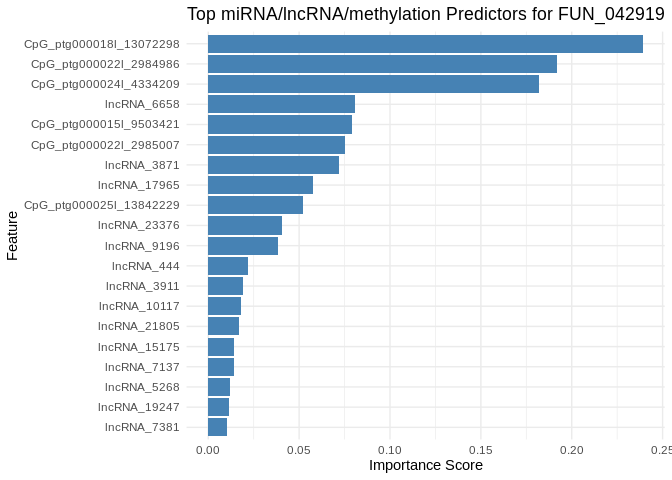 Top miRNA/lncRNA/methylation Predictors for FUN_042919
CpG_ptg000018l_13072298
CpG_ptg000022l_2984986
CpG_ptg000024l_4334209
lncRNA_6658
CpG_ptg000015l_9503421
CpG_ptg000022l_2985007
lncRNA_3871
lncRNA_17965
CpG_ptg000025l_13842229
lncRNA_23376
lncRNA_9196
lncRNA_444
lncRNA_3911
lncRNA_10117
lncRNA_21805
lncRNA_15175
lncRNA_7137
lncRNA_5268
lncRNA_19247
lncRNA_7381
Feature
0.00 0.05 0.10 0.15 0.20 0.25
Importance Score